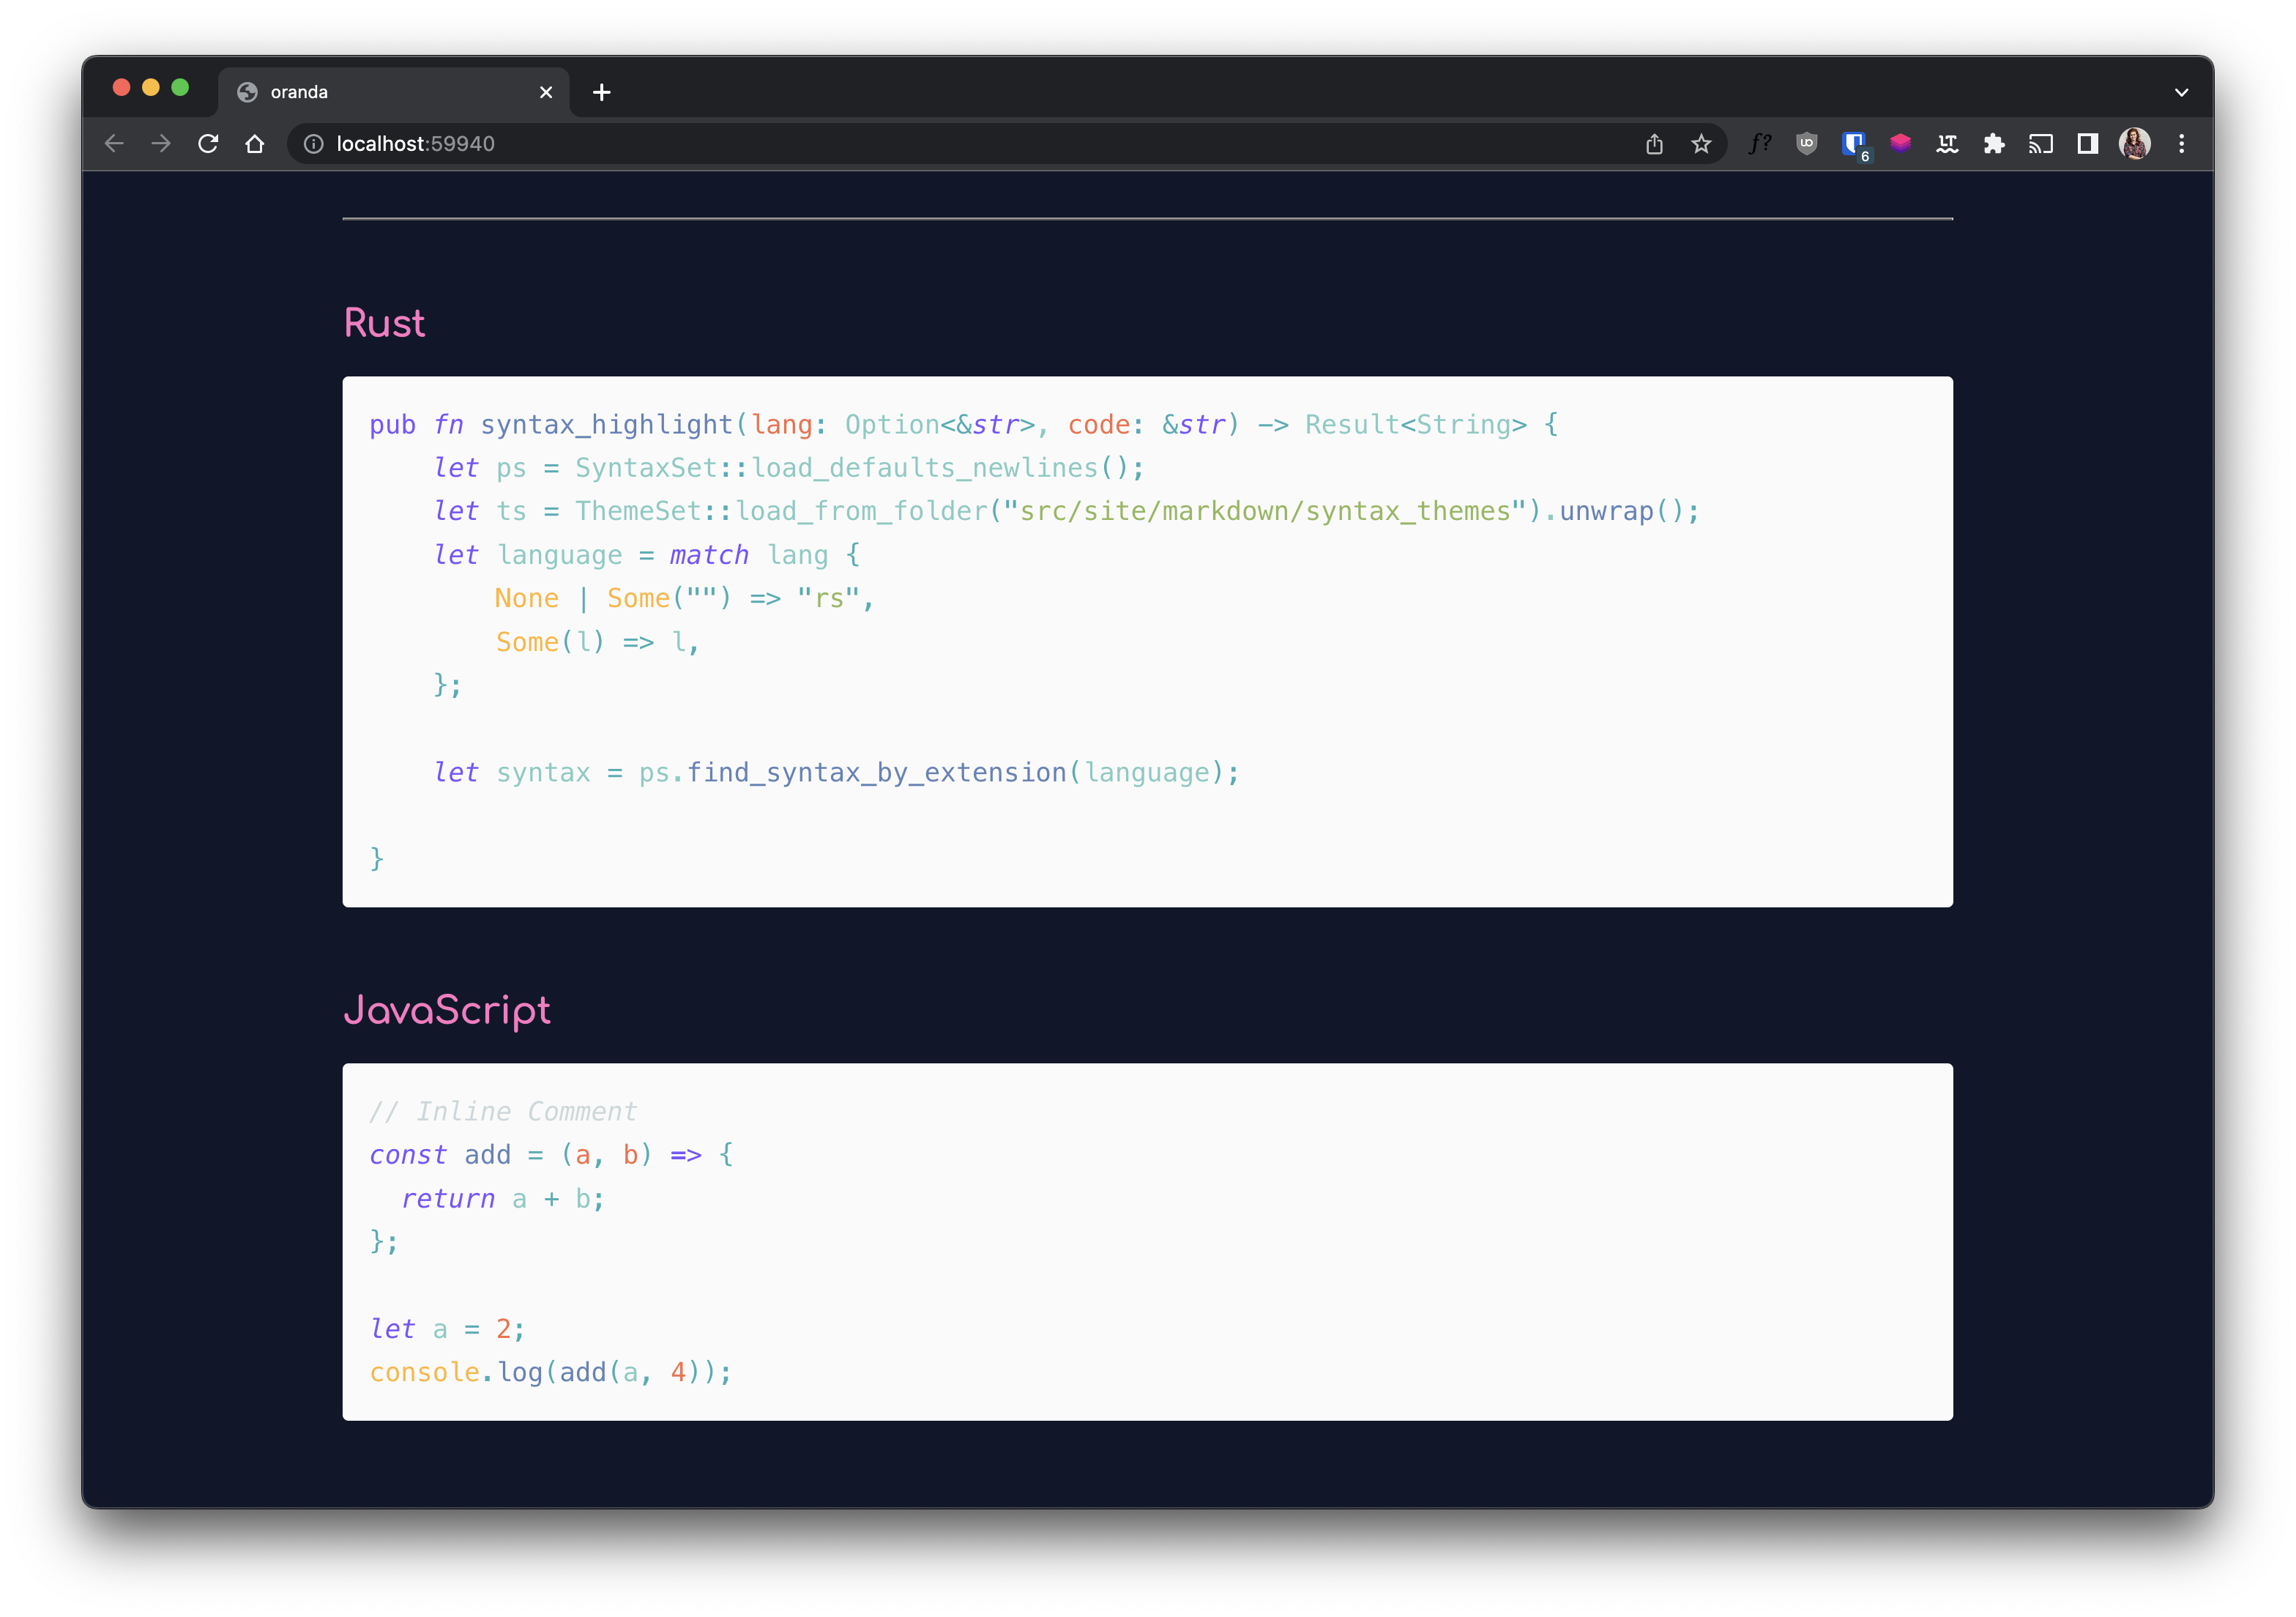 oranda
localhost:59940
f?
UO
6
LT
Rust
pub fn syntax_highlight(lang: Option<&str>, code: &str) -> Result<String> {
    let ps = SyntaxSet::load_defaults_newlines();
    let ts = ThemeSet::load_from_folder("src/site/markdown/syntax_themes").unwrap();
    let language = match lang {
        None | Some("") => "rs",
        Some(l) => l,
    };
    let syntax = ps.find_syntax_by_extension(language);
}
JavaScript
// Inline Comment
const add = (a, b) => {
  return a + b;
};
let a = 2;
console.log(add(a, 4));